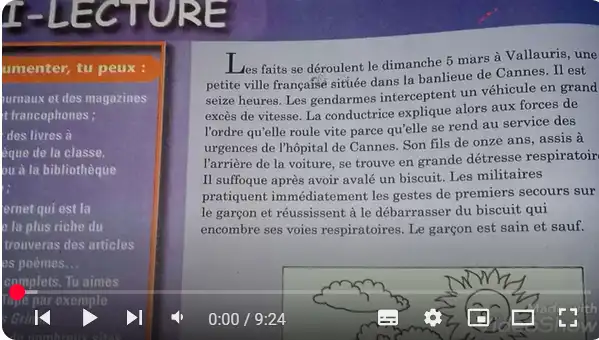 I-LECTURE
umenter, tu peux :
ournaux et des magazines
t francophones ;
des livres à
èque de la classe.
ou à la bibliothèque
;
ernet qui est la
e la plus riche du
trouveras des articles
es poèmes...
complets. Tu aimes
Tape par exemple
Les faits se déroulent le dimanche 5 mars à Vallauris, une
petite ville française située dans la banlieue de Cannes. Il est
seize heures. Les gendarmes interceptent un véhicule en grand
excès de vitesse. La conductrice explique alors aux forces de
l'ordre qu'elle roule vite parce qu'elle se rend au service des
urgences de l'hôpital de Cannes. Son fils de onze ans, assis à
l'arrière de la voiture, se trouve en grande détresse respiratoir
Il suffoque après avoir avalé un biscuit. Les militaires
pratiquent immédiatement les gestes de premiers secours sur
le garçon et réussissent à le débarrasser du biscuit qui
encombre ses voies respiratoires. Le garçon est sain et sauf.
0:00 / 9:24